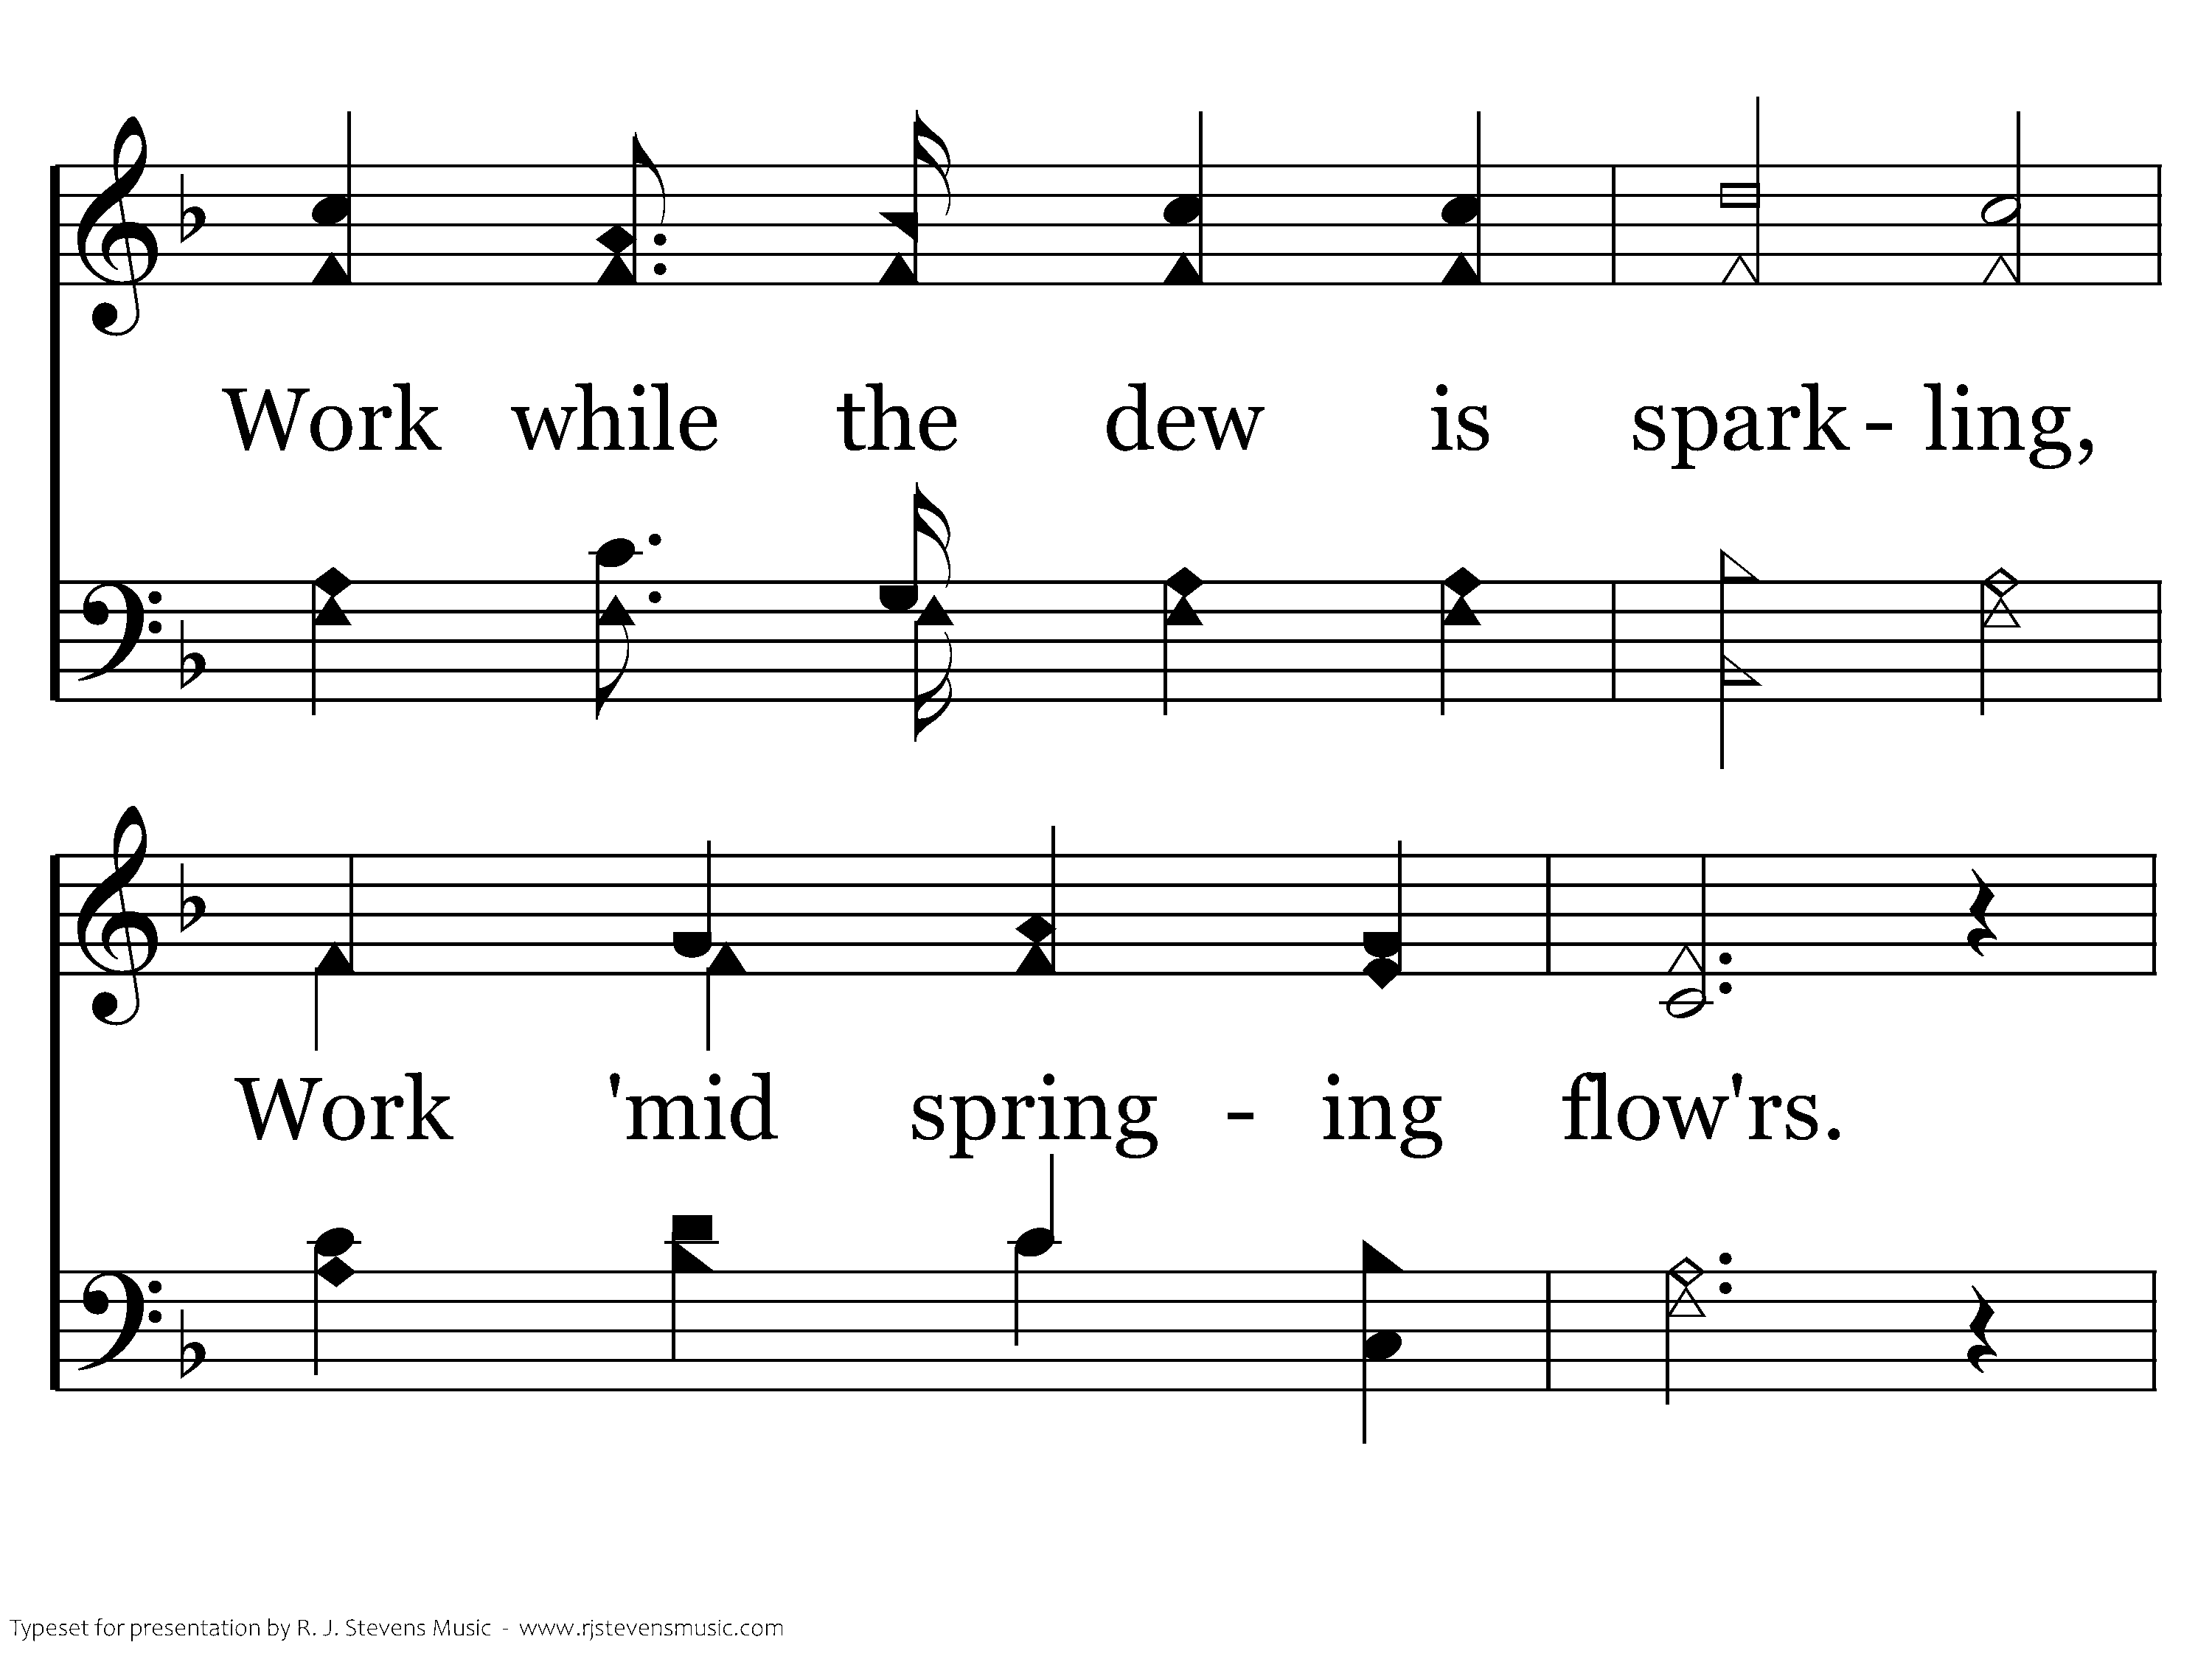 Work while the dew is spark - ling,
Work 'mid spring - ing flow'rs.
Typeset for presentation by R. J. Stevens Music - www.rjstevensmusic.com